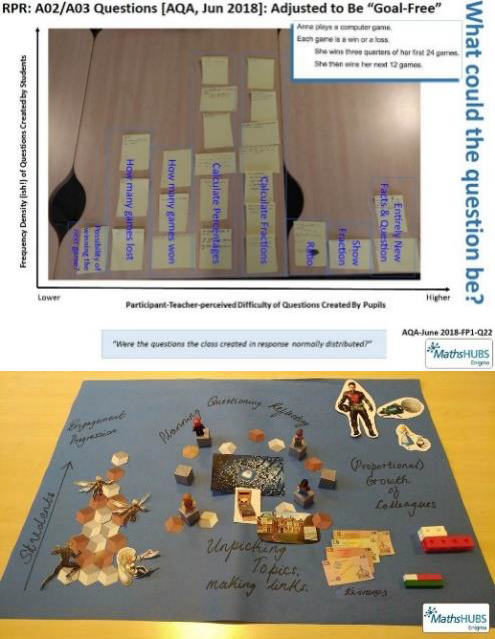 RPR: A02/A03 Questions [AQA, Jun 2018]: Adjusted to Be “Goal-Free”
Anna plays a computer game.
Each game is a win or a loss.
She wins three quarters of her first 24 games.
She then wins her next 12 games.
What could the question be?
Frequency Density [ish!] of Questions Created by Students
Possibility of
winning the
next game?
How many games lost
How many games won
Calculate Percentages
Calculate Fractions
Ratio
Show
Fraction
Entirely New
Facts & Question
Lower
Participant-Teacher-perceived Difficulty of Questions Created By Pupils
Higher
AQA-June 2018-FP1-Q22
“Were the questions the class created in response normally distributed?”
MathsHUBS
Enigma
Engagement
Progression
Students
Planning
Questioning
(Proportional)
Growth
of
Colleagues
Unpicking
Topics,
making links.
MathsHUBS
Enigma